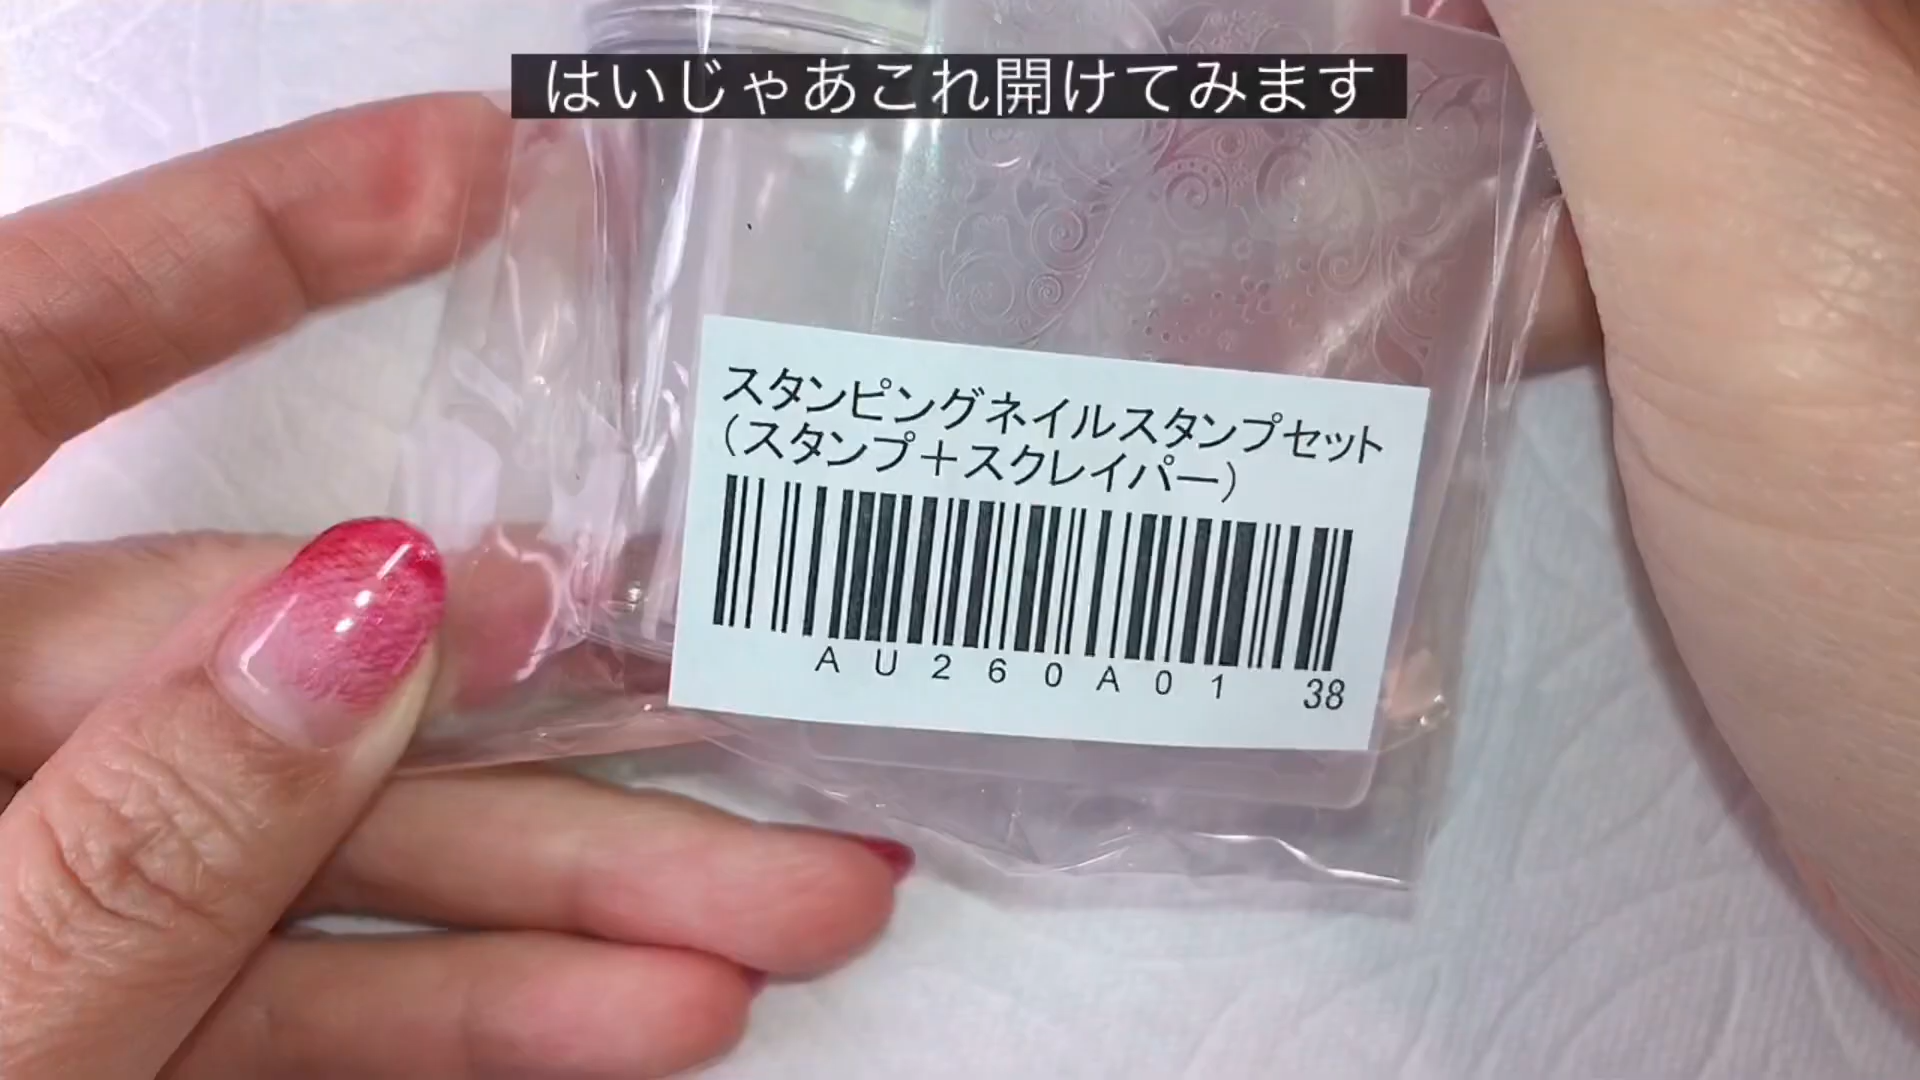 はいじゃあこれ開けてみます
スタンピングネイルスタンプセット
（スタンプ＋スクレイパー）
AU260A01 38